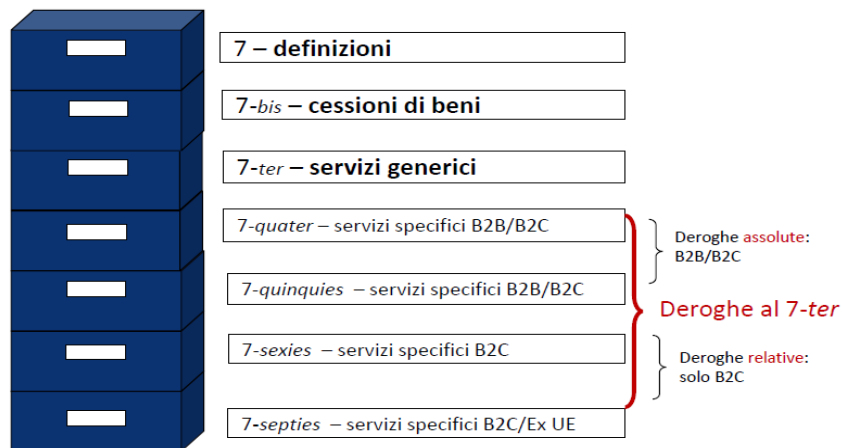 7 – definizioni
7-bis – cessioni di beni
7-ter – servizi generici
7-quater – servizi specifici B2B/B2C
7-quinquies – servizi specifici B2B/B2C
7-sexies – servizi specifici B2C
7-septies – servizi specifici B2C/Ex UE
Deroghe assolute:
B2B/B2C
Deroghe al 7-ter
Deroghe relative:
solo B2C